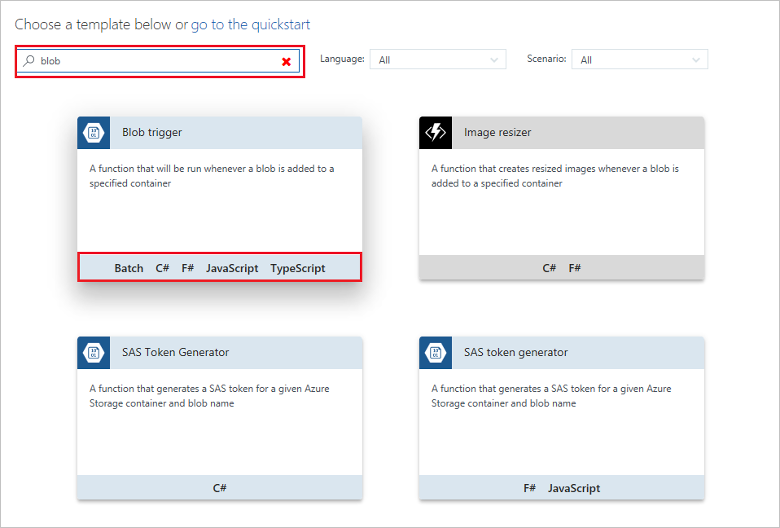 Choose a template below or go to the quickstart
blob
Language: All
Scenario: All
Blob trigger
A function that will be run whenever a blob is added to a
specified container
Batch C# F# JavaScript TypeScript
Image resizer
A function that creates resized images whenever a blob is
added to a specified container
C# F#
SAS Token Generator
A function that generates a SAS token for a given Azure
Storage container and blob name
C#
SAS token generator
A function that generates a SAS token for a given Azure
Storage container and blob name
F# JavaScript